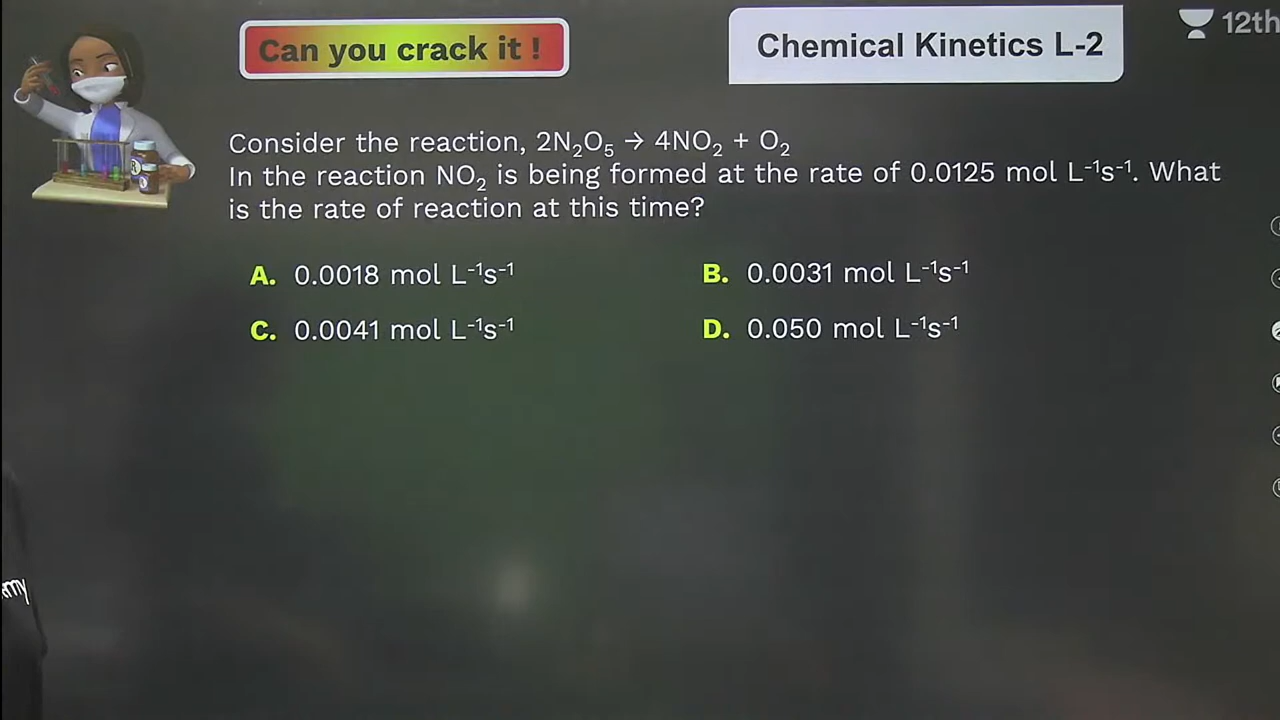 Can you crack it !
Chemical Kinetics L-2
12th
Consider the reaction, 2N₂O₅ → 4NO₂ + O₂
In the reaction NO₂ is being formed at the rate of 0.0125 mol L⁻¹s⁻¹. What
is the rate of reaction at this time?
A. 0.0018 mol L⁻¹s⁻¹
B. 0.0031 mol L⁻¹s⁻¹
C. 0.0041 mol L⁻¹s⁻¹
D. 0.050 mol L⁻¹s⁻¹